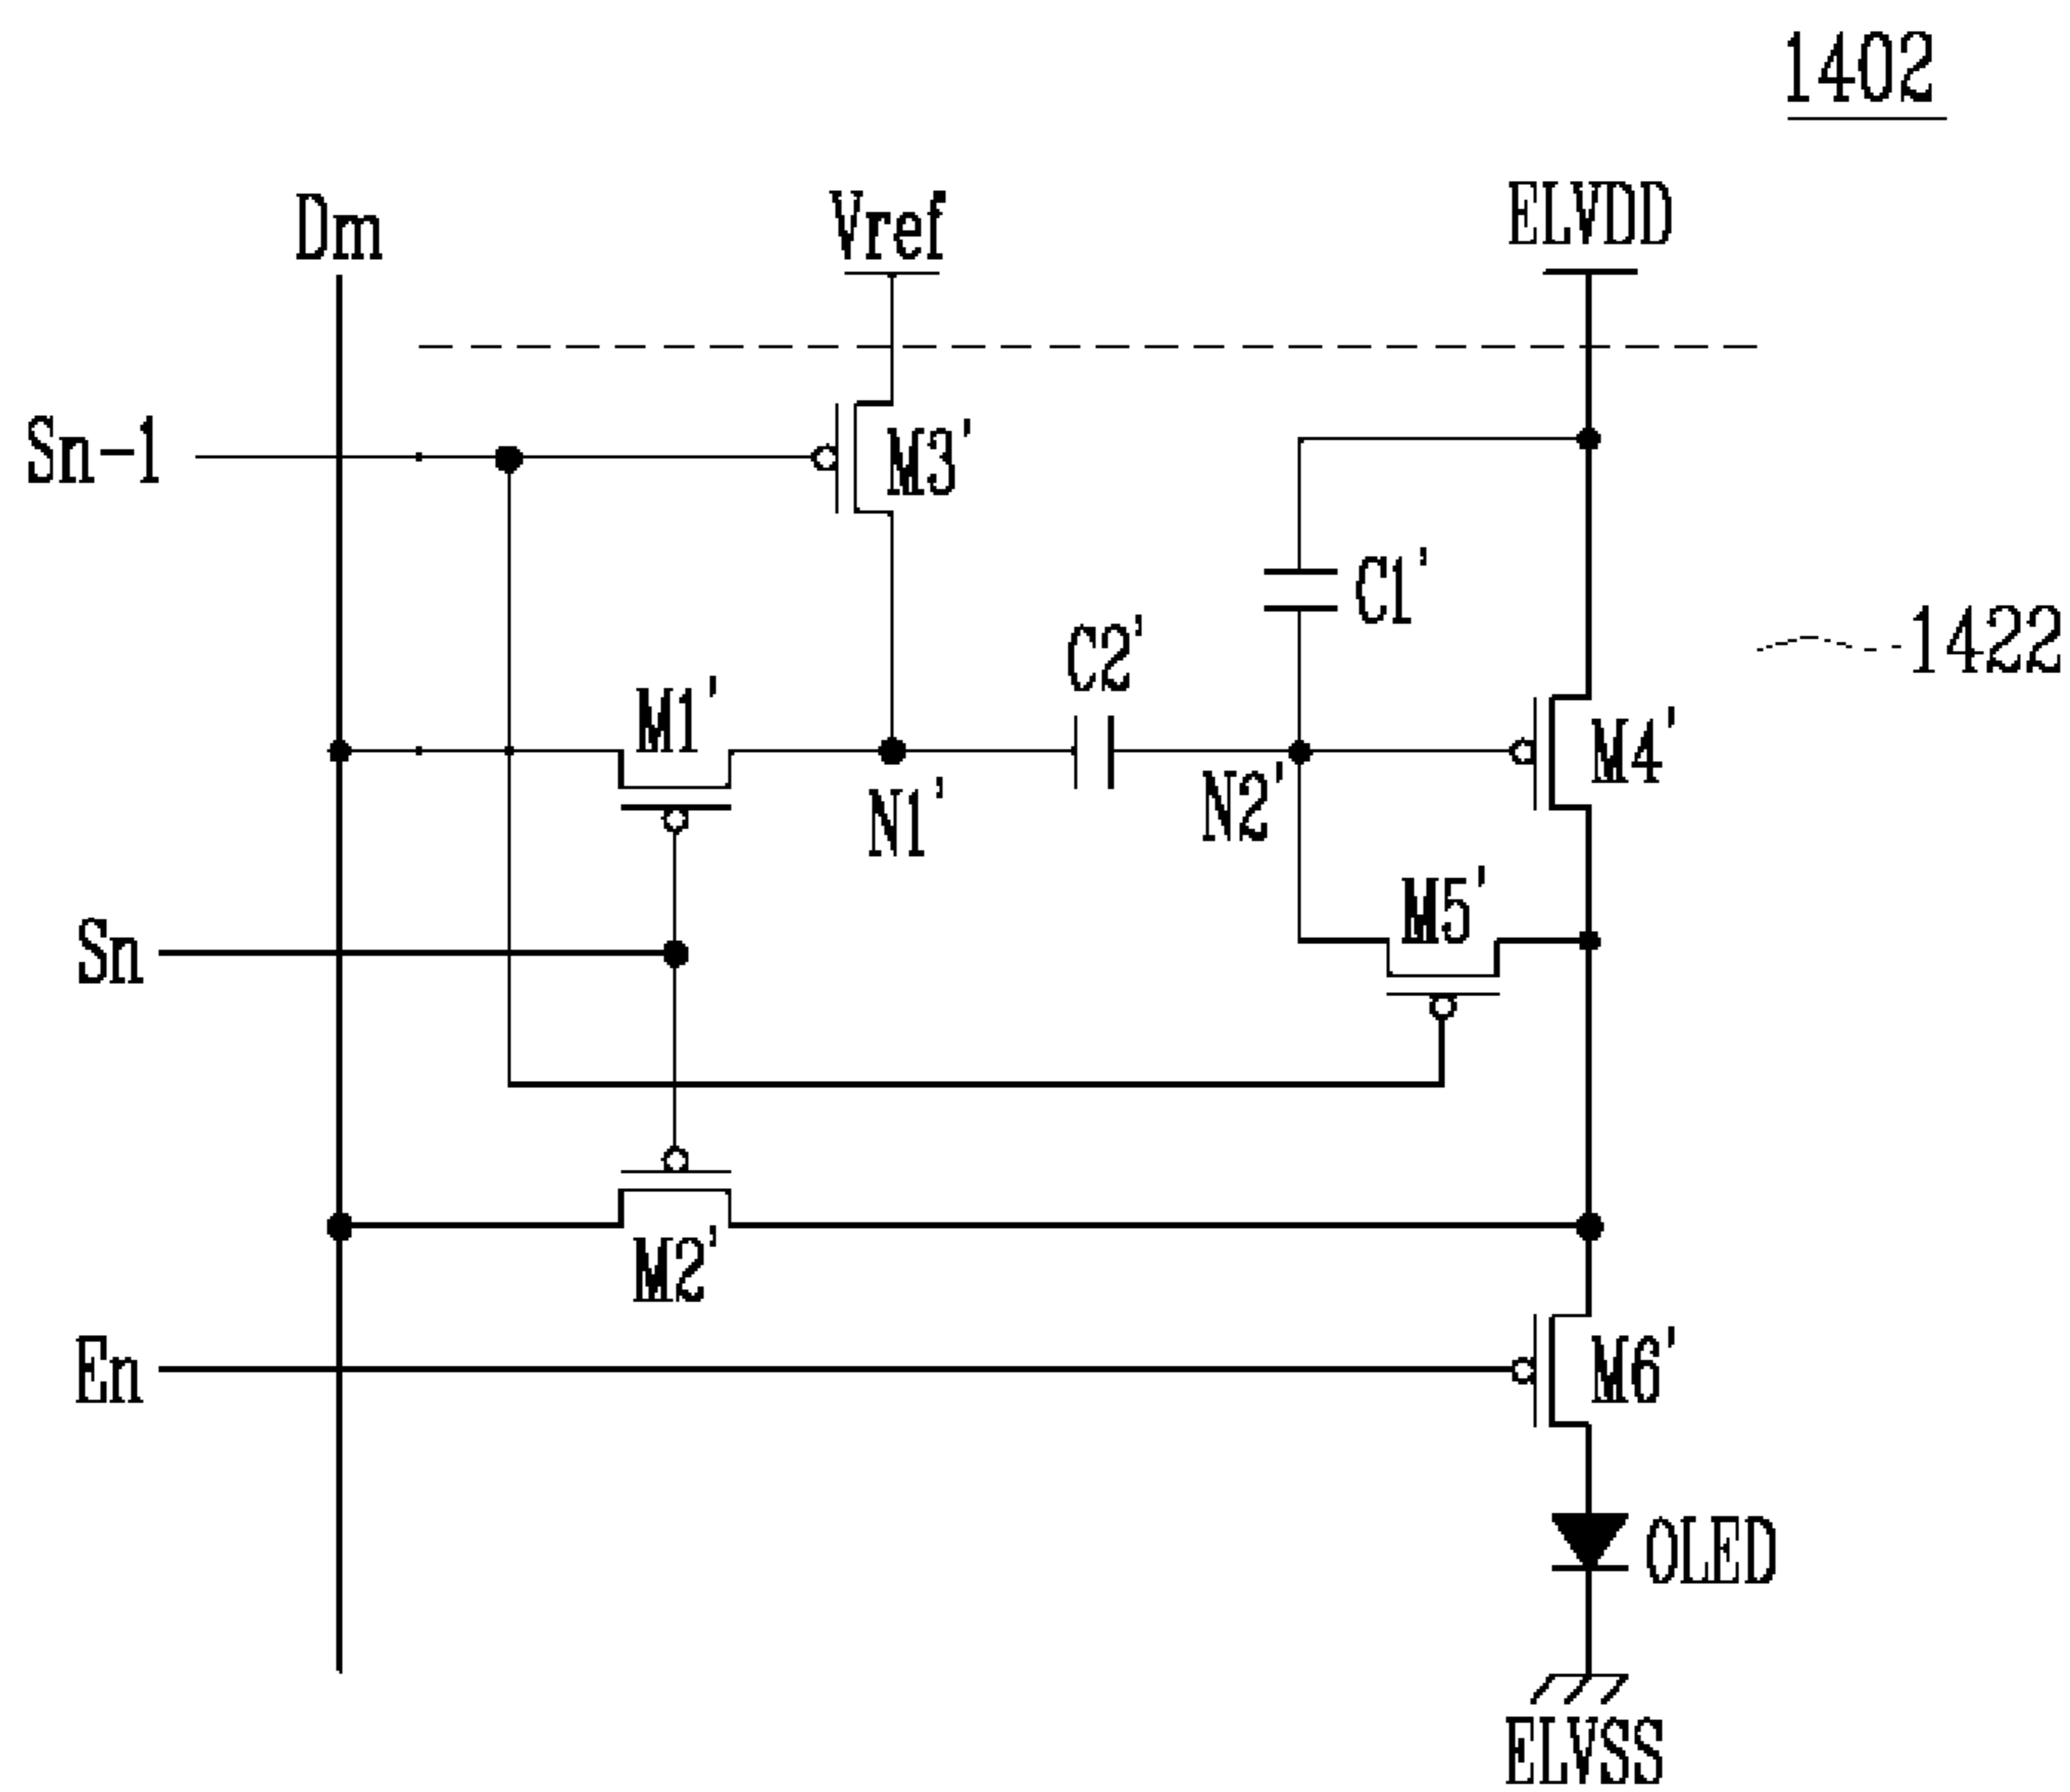 1402
Dm
Vref
ELVDD
Sn-1
M3'
C1'
1422
C2'
M1'
M4'
N1'
N2'
M5'
Sn
M2'
En
M6'
OLED
ELVSS